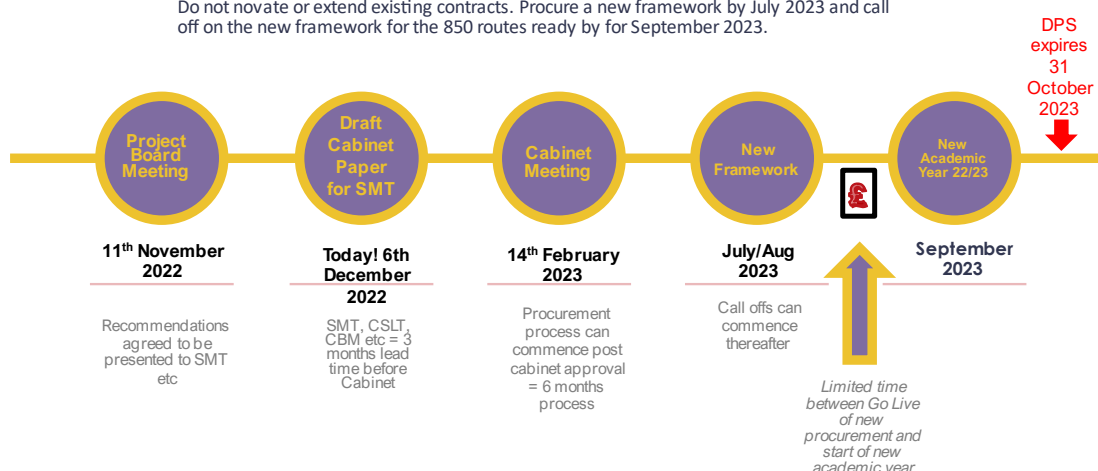 Do not novate or extend existing contracts. Procure a new framework by July 2023 and call
off on the new framework for the 850 routes ready by for September 2023.
DPS
expires
31
October
2023
Project
Board
Meeting
Draft
Cabinet
Paper
for SMT
Cabinet
Meeting
New
Framework
£
New
Academic
Year 22/23
11th November
2022
Today! 6th
December
2022
14th February
2023
July/Aug
2023
September
2023
Recommendations
agreed to be
presented to SMT
etc
SMT, CSLT,
CBM etc = 3
months lead
time before
Cabinet
Procurement
process can
commence post
cabinet approval
= 6 months
process
Call offs can
commence
thereafter
Limited time
between Go Live
of new
procurement and
start of new
academic year